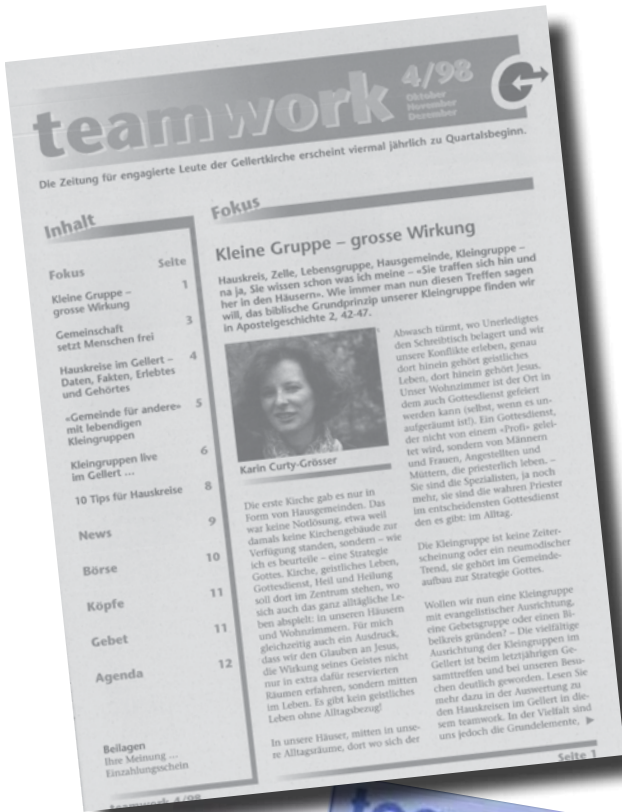 teamwork
4/98
Oktober
November
Dezember
Die Zeitung für engagierte Leute der Gellertkirche erscheint viermal jährlich zu Quartalsbeginn.
Inhalt
Fokus Seite
Kleine Gruppe – 1
grosse Wirkung
Gemeinschaft 3
setzt Menschen frei
Hauskreise im Gellert – 4
Daten, Fakten, Erlebtes
und Gehörtes
«Gemeinde für andere» 5
mit lebendigen
Kleingruppen
Kleingruppen live 6
im Gellert ...
10 Tips für Hauskreise 8
News 9
Börse 10
Köpfe 11
Gebet 11
Agenda 12
Beilagen
Ihre Meinung ...
Einzahlungsschein
teamwork 4/98
Fokus
Kleine Gruppe – grosse Wirkung
Hauskreis, Zelle, Lebensgruppe, Hausgemeinde, Kleingruppe –
na ja, Sie wissen schon was ich meine – «Sie traffen sich hin und
her in den Häusern». Wie immer man nun diesen Treffen sagen
will, das biblische Grundprinzip unserer Kleingruppe finden wir
in Apostelgeschichte 2, 42-47.
Karin Curty-Grösser
Die erste Kirche gab es nur in
Form von Hausgemeinden. Das
war keine Notlösung, etwa weil
damals keine Kirchengebäude zur
Verfügung standen, sondern – wie
ich es beurteile – eine Strategie
Gottes. Kirche, geistliches Leben,
Gottesdienst, Heil und Heilung
soll dort im Zentrum stehen, wo
sich auch das ganz alltägliche Le-
ben abspielt: in unseren Häusern
und Wohnzimmern. Für mich
gleichzeitig auch ein Ausdruck,
dass wir den Glauben an Jesus,
die Wirkung seines Geistes nicht
nur in extra dafür reservierten
Räumen erfahren, sondern mitten
im Leben. Es gibt kein geistliches
Leben ohne Alltagsbezug!
In unsere Häuser, mitten in unse-
re Alltagsräume, dort wo sich der
Abwasch türmt, wo Unerledigtes
den Schreibtisch belagert und wir
unsere Konflikte erleben, genau
dort hinein gehört geistliches
Leben, dort hinein gehört Jesus.
Unser Wohnzimmer ist der Ort in
dem auch Gottesdienst gefeiert
werden kann (selbst, wenn es un-
aufgeräumt ist!). Ein Gottesdienst,
der nicht von einem «Profi» gelei-
tet wird, sondern von Männern
und Frauen, Angestellten und
Müttern, die priesterlich leben. –
Sie sind die Spezialisten, ja noch
mehr, sie sind die wahren Priester
im entscheidensten Gottesdienst
den es gibt: im Alltag.
Die Kleingruppe ist keine Zeiter-
scheinung oder ein neumodischer
Trend, sie gehört im Gemeinde-
aufbau zur Strategie Gottes.
Wollen wir nun eine Kleingruppe
mit evangelistischer Ausrichtung,
eine Gebetsgruppe oder einen Bi-
belkreis gründen? – Die vielfältige
Ausrichtung der Kleingruppen im
Gellert ist beim letztjährigen Ge-
samttreffen und bei unseren Besu-
chen deutlich geworden. Lesen Sie
mehr dazu in der Auswertung zu
den Hauskreisen im Gellert in die-
sem teamwork. In der Vielfalt sind
uns jedoch die Grundelemente, ▶
Seite 1